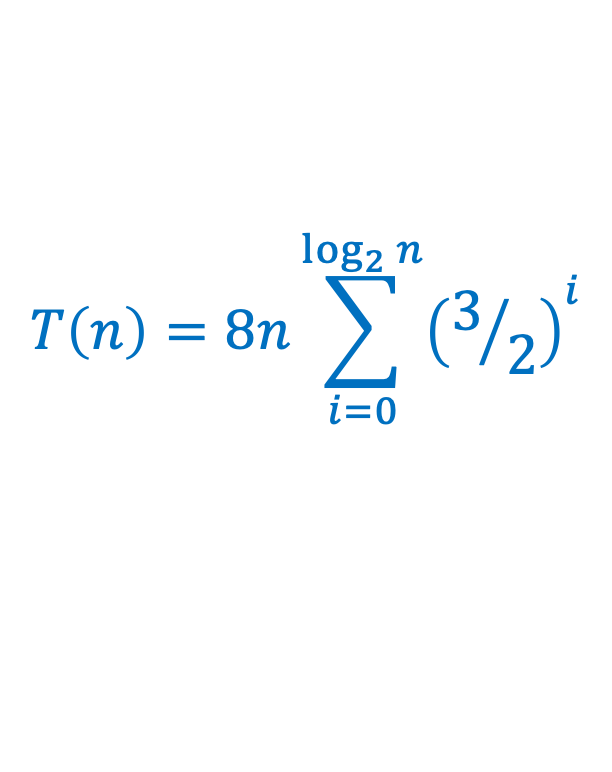 T(n) = 8n ∑_{i=0}^{log₂ n} (3/2)^i